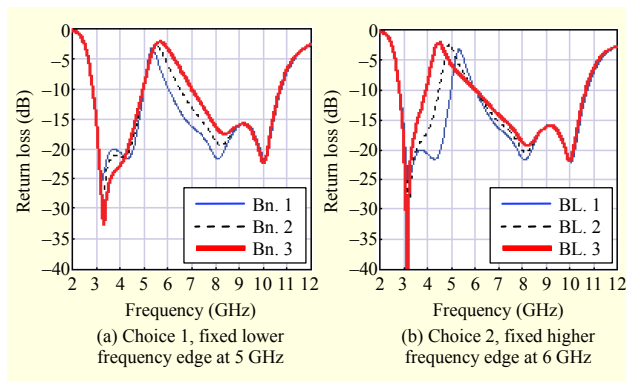 0
–5
–10
–15
–20
–25
–30
–35
–40
Return loss (dB)
Bn. 1
Bn. 2
Bn. 3
2 3 4 5 6 7 8 9 10 11 12
Frequency (GHz)
(a) Choice 1, fixed lower
frequency edge at 5 GHz
0
–5
–10
–15
–20
–25
–30
–35
–40
Return loss (dB)
BL. 1
BL. 2
BL. 3
2 3 4 5 6 7 8 9 10 11 12
Frequency (GHz)
(b) Choice 2, fixed higher
frequency edge at 6 GHz